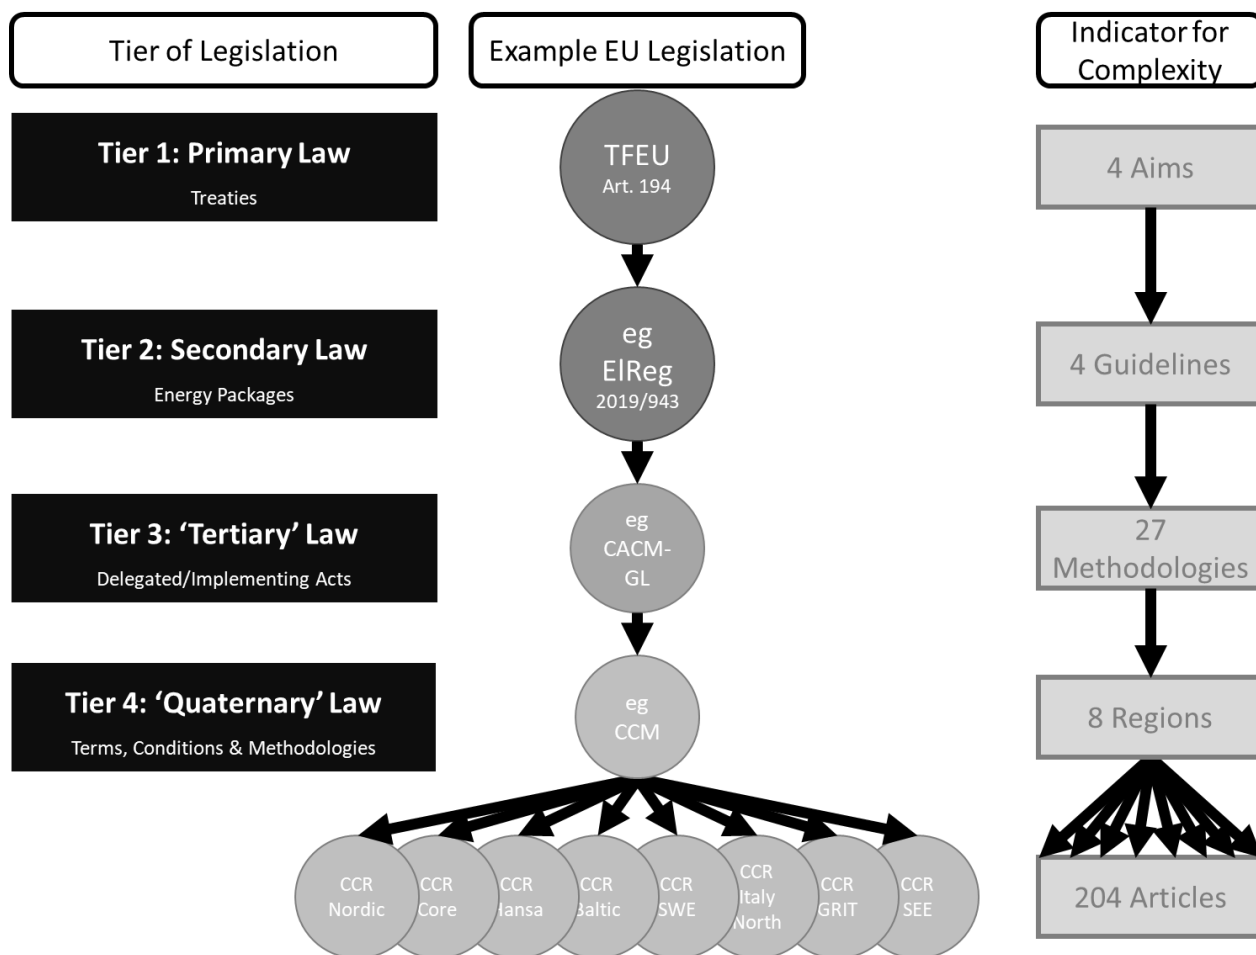 Tier of Legislation
Example EU Legislation
Indicator for
Complexity
Tier 1: Primary Law
Treaties
TFEU
Art. 194
4 Aims
Tier 2: Secondary Law
Energy Packages
eg
ElReg
2019/943
4 Guidelines
Tier 3: ‘Tertiary’ Law
Delegated/Implementing Acts
eg
CACM-
GL
27
Methodologies
Tier 4: ‘Quaternary’ Law
Terms, Conditions & Methodologies
eg
CCM
8 Regions
CCR
Nordic
CCR
Core
CCR
Hansa
CCR
Baltic
CCR
SWE
CCR
Italy
North
CCR
GRIT
CCR
SEE
204 Articles